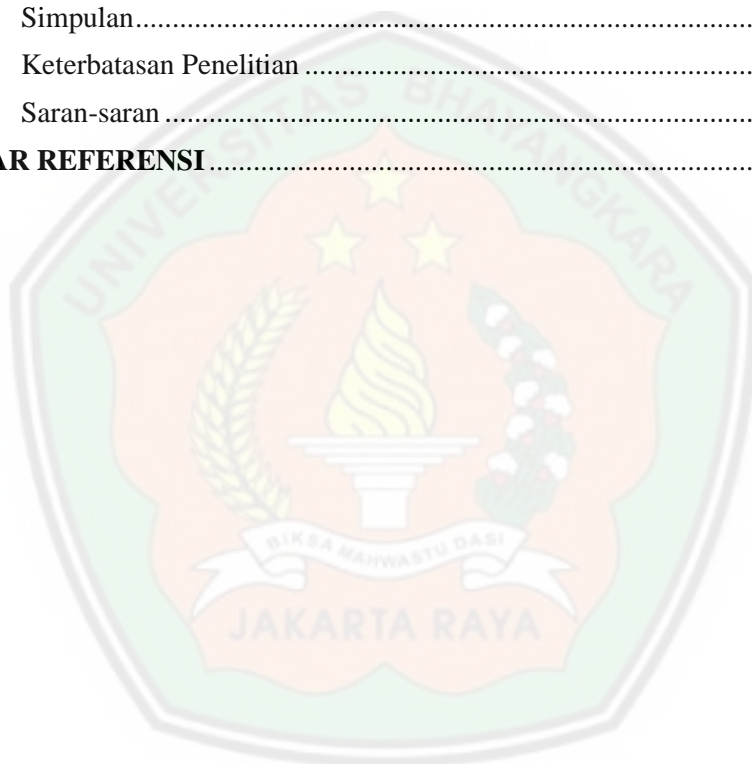 Simpulan................................................................................
Keterbatasan Penelitian................................................................................
Saran-saran................................................................................
AR REFERENSI................................................................................
UNIVERSITAS BHAYANGKARA
BIKSA MAHWASTU DASI
JAKARTA RAYA